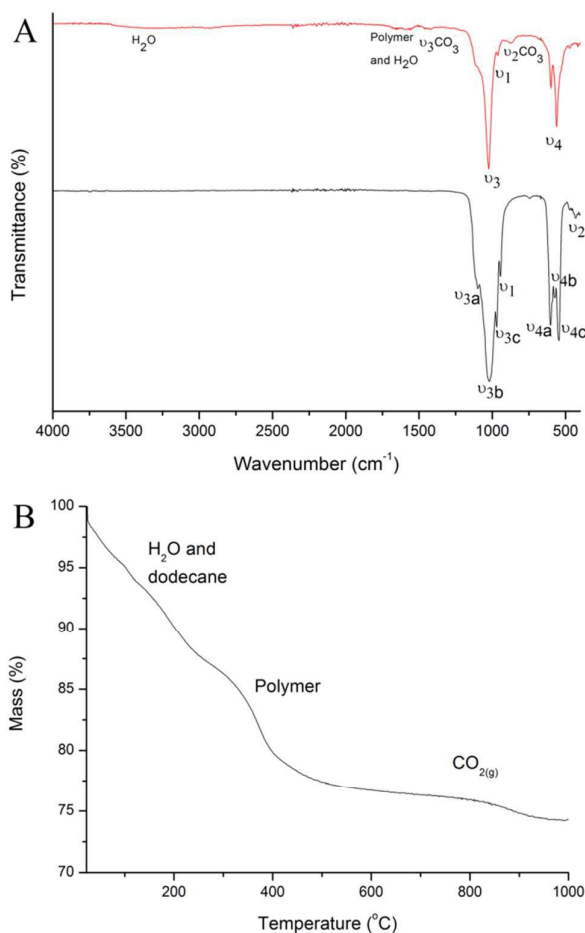 A
H₂O
Polymer
and H₂O
υ₃CO₃
υ₁
υ₂CO₃
υ₃
υ₄
υ₂
υ₃a
υ₁
υ₃c
υ₃b
υ₄b
υ₄a
υ₄c
Transmittance (%)
4000 3500 3000 2500 2000 1500 1000 500
Wavenumber (cm⁻¹)
B
100
95
90
85
80
75
70
H₂O and
dodecane
Polymer
CO₂(g)
Mass (%)
200 400 600 800 1000
Temperature (°C)